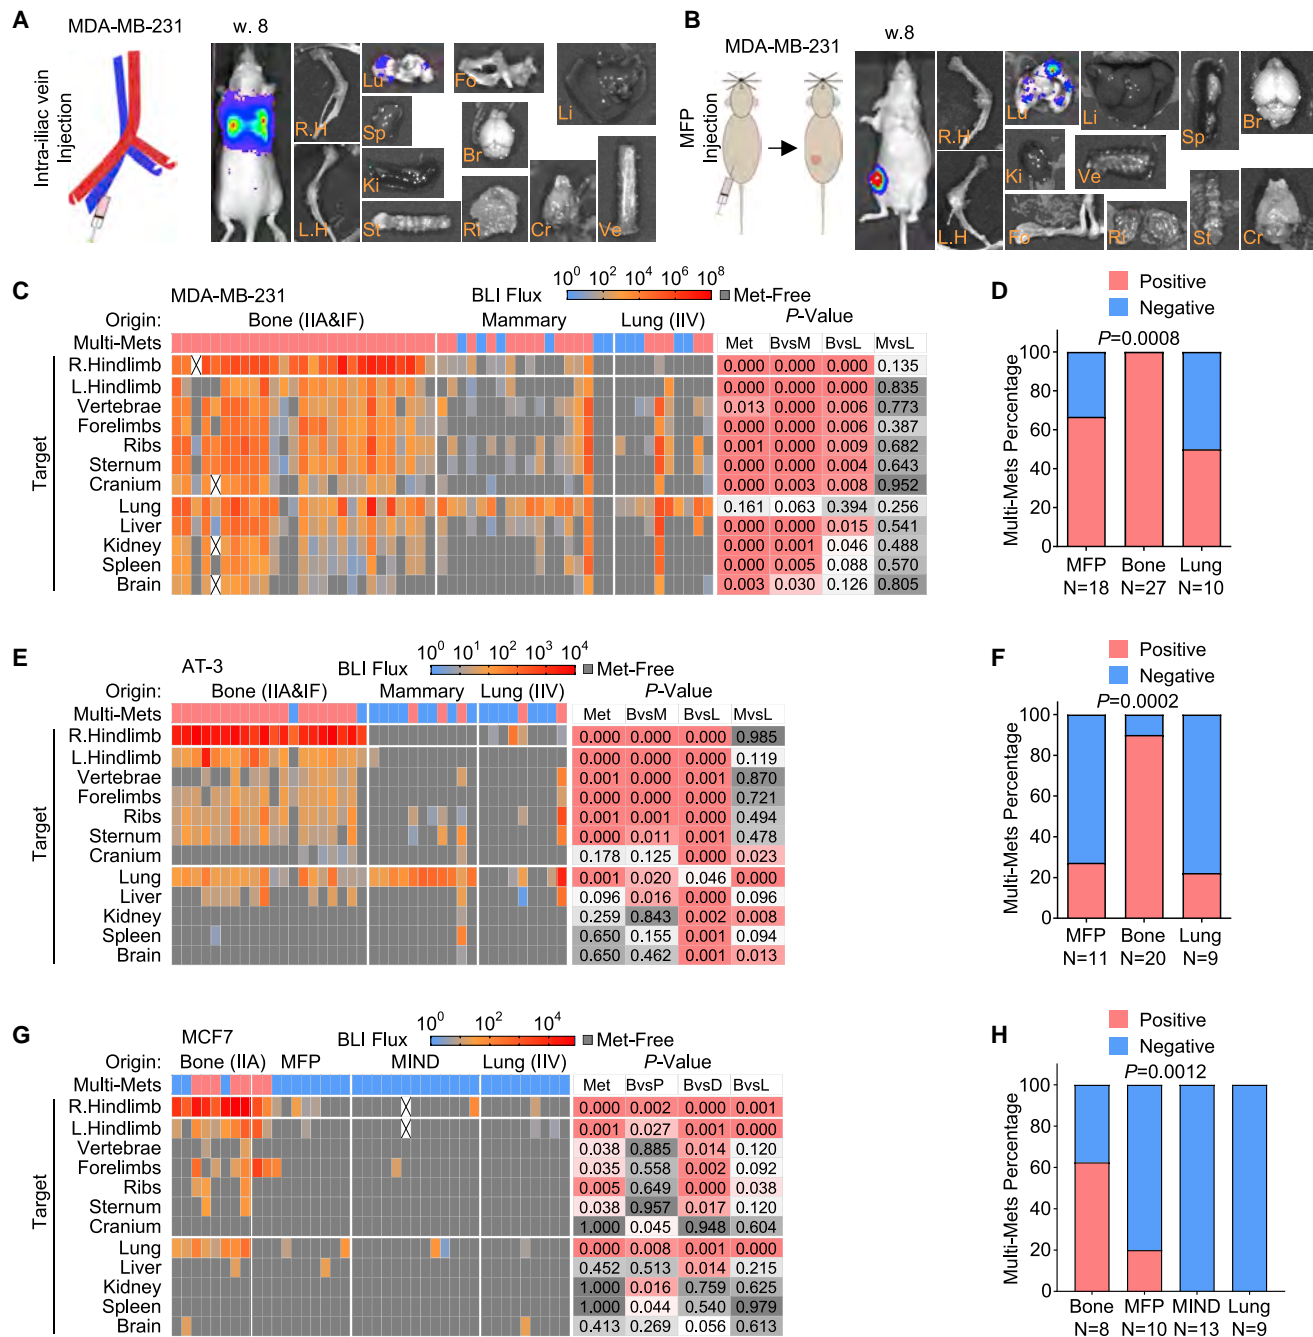 A
MDA-MB-231
w. 8
Intra-iliac vein
Injection
R.H
L.H
Lu
Sp
Ki
St
Fo
Br
Li
RI
Cr
Ve
B
MDA-MB-231
w.8
MFP
Injection
R.H
L.H
Lu
Li
Sp
Br
Ki
Ve
Fo
RI
St
Cr
C
MDA-MB-231
BLI Flux
10^0 10^2 10^4 10^6 10^8
Met-Free
Origin: Bone (IIA&IF) Mammary Lung (IIV) P-Value
Multi-Mets Met BvsM BvsL MvsL
Target
R.Hindlimb 0.000 0.000 0.000 0.135
L.Hindlimb 0.000 0.000 0.000 0.835
Vertebrae 0.013 0.000 0.006 0.773
Forelimbs 0.000 0.000 0.006 0.387
Ribs 0.001 0.000 0.009 0.682
Sternum 0.000 0.000 0.004 0.643
Cranium 0.000 0.003 0.008 0.952
Lung 0.161 0.063 0.394 0.256
Liver 0.000 0.000 0.015 0.541
Kidney 0.000 0.001 0.046 0.488
Spleen 0.000 0.005 0.088 0.570
Brain 0.003 0.030 0.126 0.805
D
Positive
Negative
P=0.0008
Multi-Mets Percentage
100
80
60
40
20
0
MFP Bone Lung
N=18 N=27 N=10
E
AT-3
BLI Flux
10^0 10^1 10^2 10^3 10^4
Met-Free
Origin: Bone (IIA&IF) Mammary Lung (IIV) P-Value
Multi-Mets Met BvsM BvsL MvsL
Target
R.Hindlimb 0.000 0.000 0.000 0.985
L.Hindlimb 0.000 0.000 0.000 0.119
Vertebrae 0.001 0.000 0.001 0.870
Forelimbs 0.000 0.000 0.000 0.721
Ribs 0.001 0.001 0.000 0.494
Sternum 0.000 0.011 0.001 0.478
Cranium 0.178 0.125 0.000 0.023
Lung 0.001 0.020 0.046 0.000
Liver 0.096 0.016 0.000 0.096
Kidney 0.259 0.843 0.002 0.008
Spleen 0.650 0.155 0.001 0.094
Brain 0.650 0.462 0.001 0.013
F
Positive
Negative
P=0.0002
Multi-Mets Percentage
100
80
60
40
20
0
MFP Bone Lung
N=11 N=20 N=9
G
MCF7
BLI Flux
10^0 10^2 10^4
Met-Free
Origin: Bone (IIA) MFP MIND Lung (IIV) P-Value
Multi-Mets Met BvsP BvsD BvsL
Target
R.Hindlimb 0.000 0.002 0.000 0.001
L.Hindlimb 0.001 0.027 0.001 0.000
Vertebrae 0.038 0.885 0.014 0.120
Forelimbs 0.035 0.558 0.002 0.092
Ribs 0.005 0.649 0.000 0.038
Sternum 0.038 0.957 0.017 0.120
Cranium 1.000 0.045 0.948 0.604
Lung 0.000 0.008 0.001 0.000
Liver 0.452 0.513 0.014 0.215
Kidney 1.000 0.016 0.759 0.625
Spleen 1.000 0.044 0.540 0.979
Brain 0.413 0.269 0.056 0.613
H
Positive
Negative
P=0.0012
Multi-Mets Percentage
100
80
60
40
20
0
Bone MFP MIND Lung
N=8 N=10 N=13 N=9